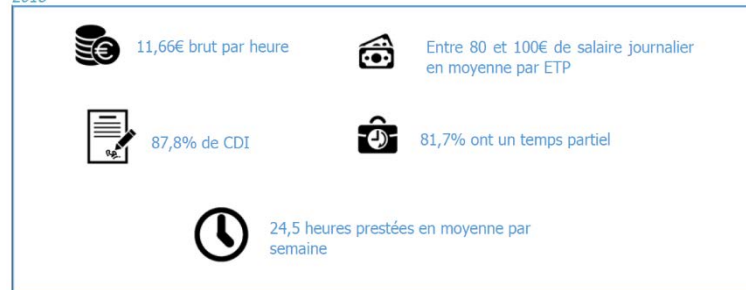 11,66€ brut par heure
Entre 80 et 100€ de salaire journalier
en moyenne par ETP
87,8% de CDI
81,7% ont un temps partiel
24,5 heures prestées en moyenne par
semaine